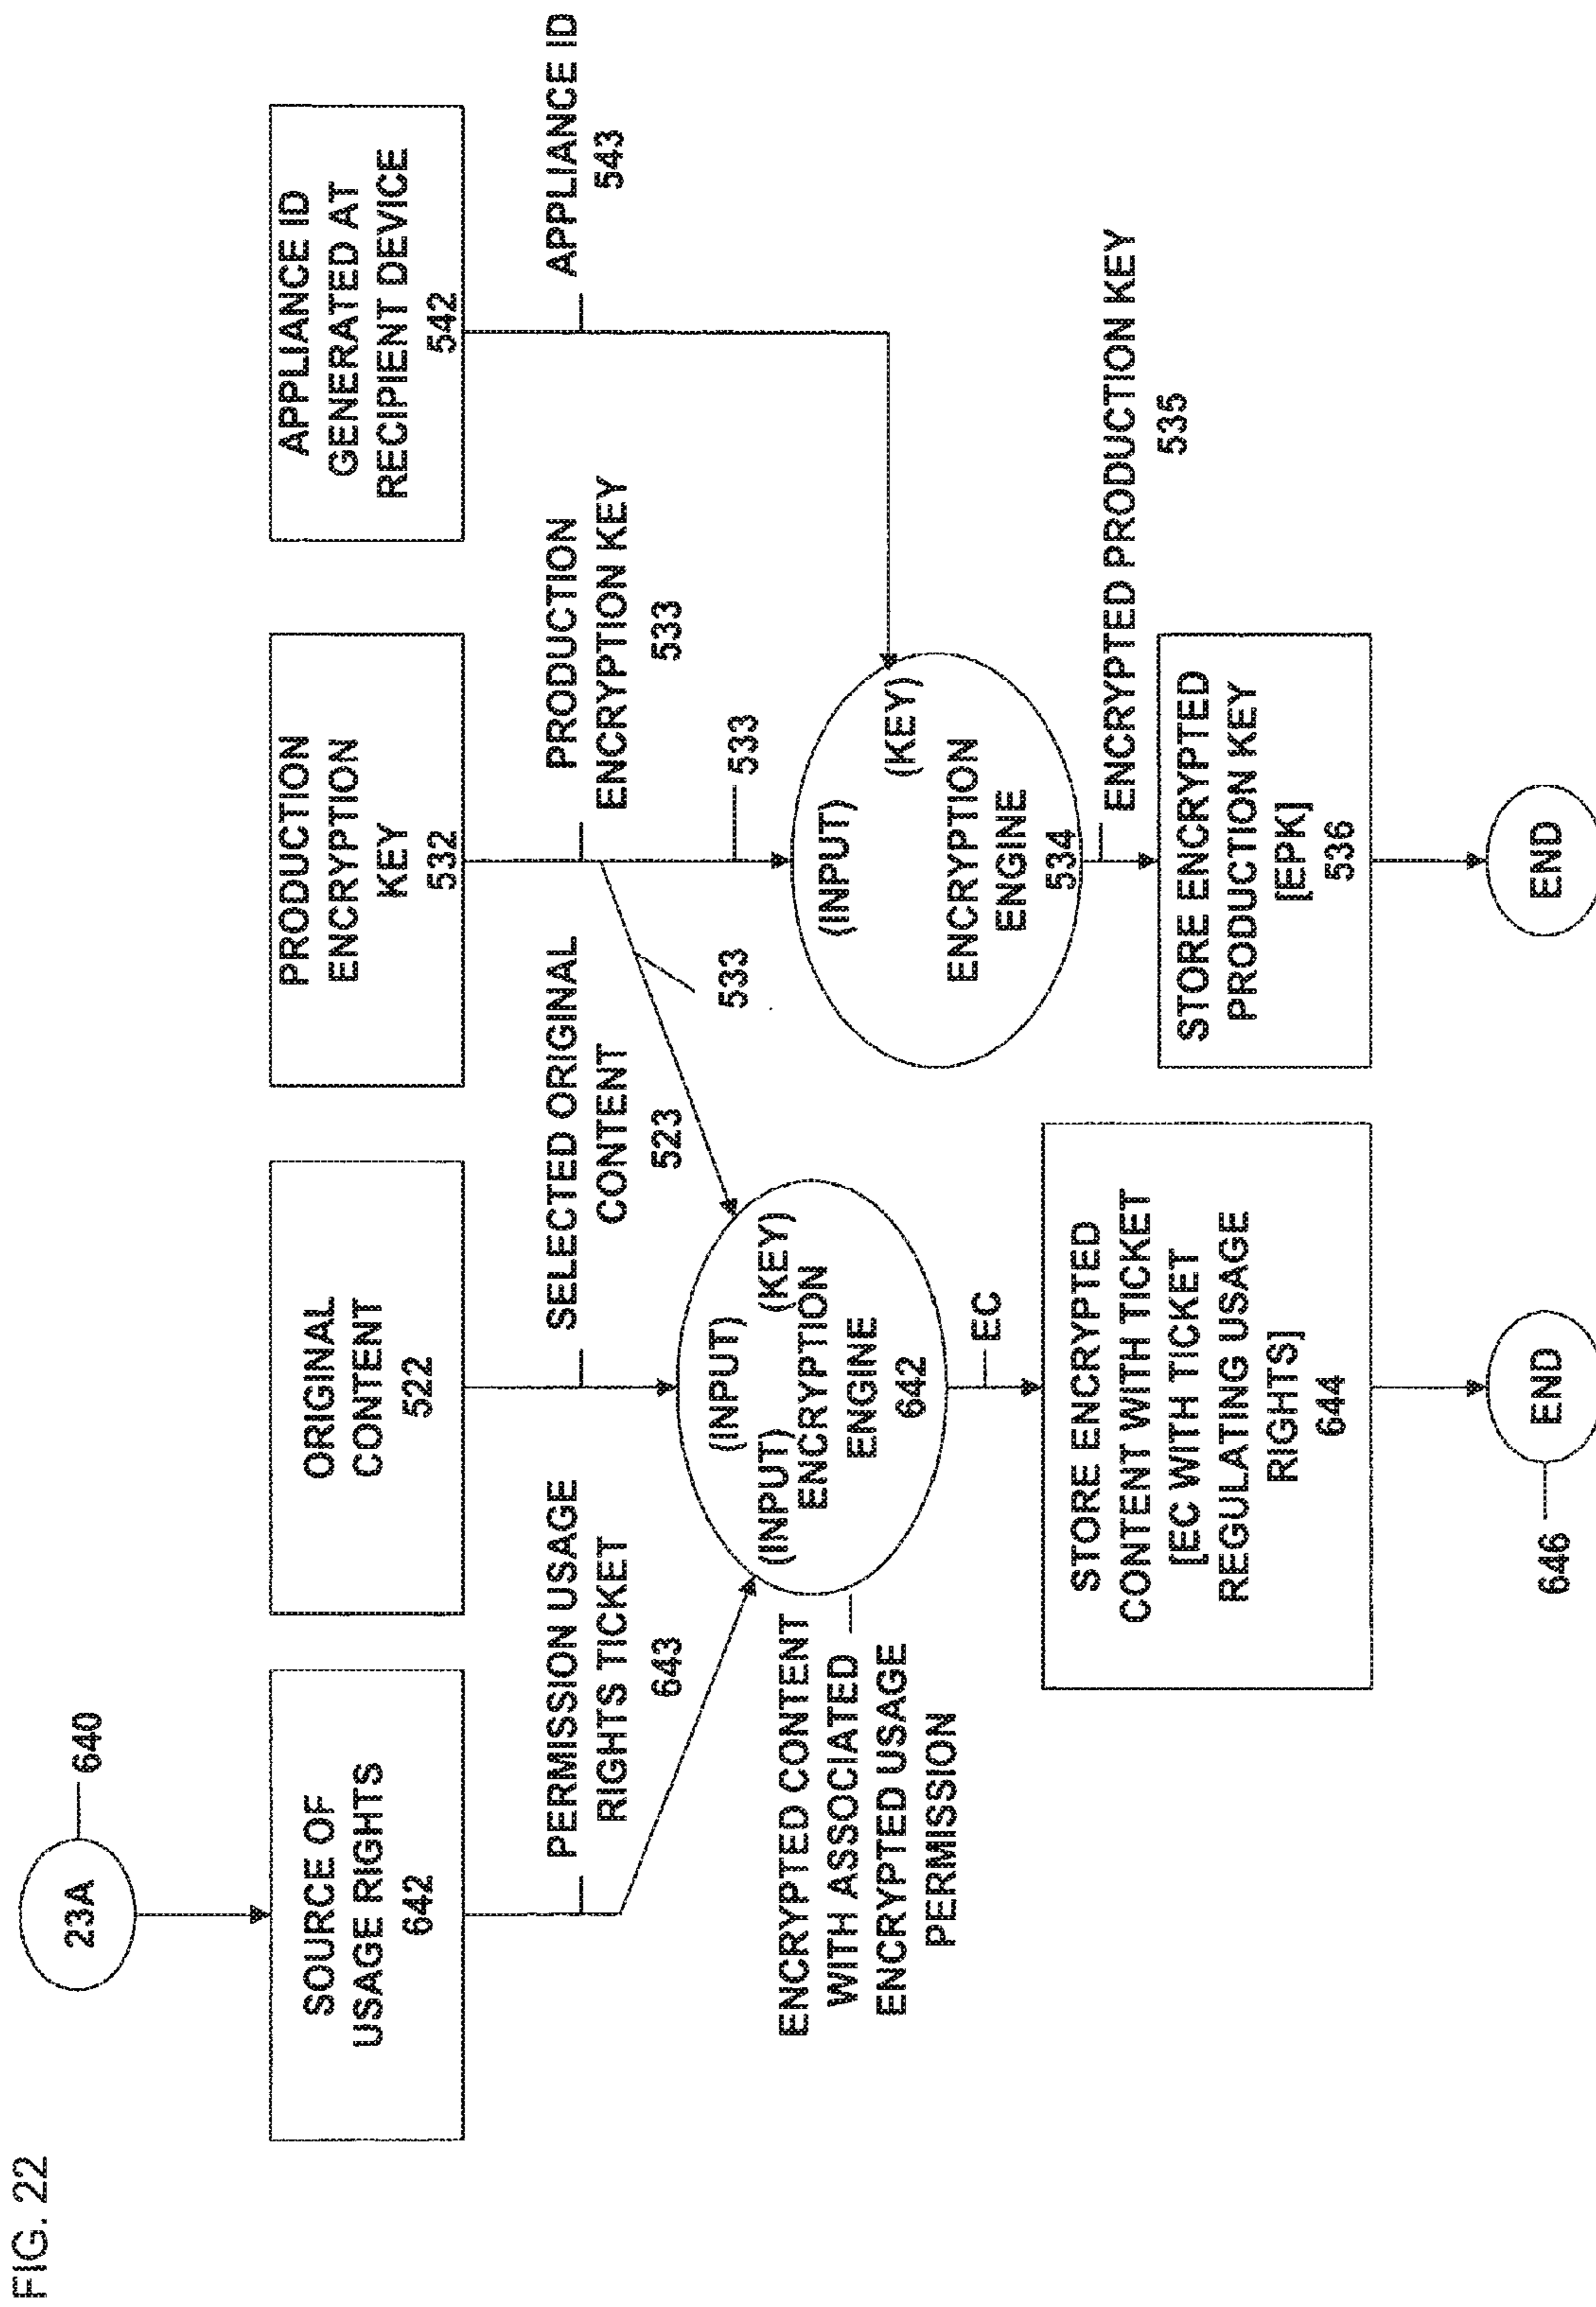 FIG. 22
23A
640
SOURCE OF
USAGE RIGHTS
642
ORIGINAL
CONTENT
522
PRODUCTION
ENCRYPTION
KEY
532
APPLIANCE ID
GENERATED AT
RECIPIENT DEVICE
542
PERMISSION USAGE
RIGHTS TICKET
643
SELECTED ORIGINAL
CONTENT
523
PRODUCTION
ENCRYPTION KEY
533
APPLIANCE ID
543
533
533
(INPUT)
(INPUT)
(KEY)
ENCRYPTION
ENGINE
642
(INPUT)
(KEY)
ENCRYPTION
ENGINE
534
ENCRYPTED CONTENT
WITH ASSOCIATED
ENCRYPTED USAGE
PERMISSION
EC
ENCRYPTED PRODUCTION KEY
535
STORE ENCRYPTED
CONTENT WITH TICKET
[EC WITH TICKET
REGULATING USAGE
RIGHTS]
644
STORE ENCRYPTED
PRODUCTION KEY
[EPK]
536
646
END
END